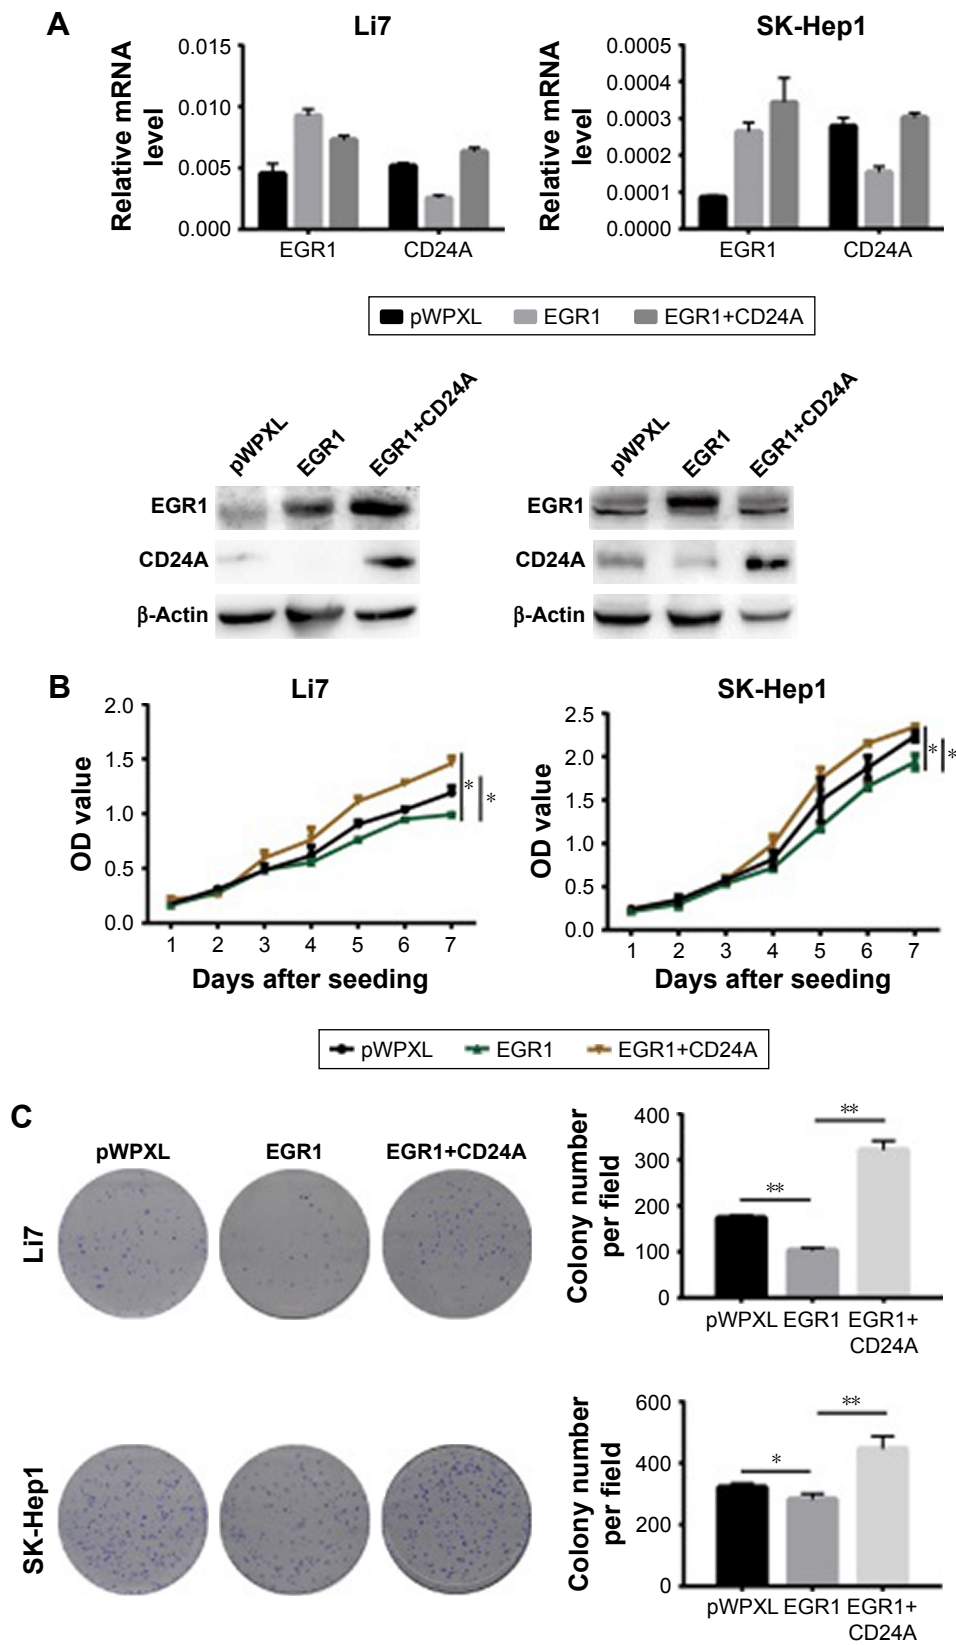 A
Li7
SK-Hep1
Relative mRNA
level
0.015
0.010
0.005
0.000
EGR1
CD24A
Relative mRNA
level
0.0005
0.0004
0.0003
0.0002
0.0001
0.0000
EGR1
CD24A
pWPXL
EGR1
EGR1+CD24A
pWPXL
EGR1
EGR1+CD24A
EGR1
CD24A
β-Actin
pWPXL
EGR1
EGR1+CD24A
EGR1
CD24A
β-Actin
B
Li7
OD value
2.0
1.5
1.0
0.5
0.0
*
*
1 2 3 4 5 6 7
Days after seeding
SK-Hep1
OD value
2.5
2.0
1.5
1.0
0.5
0.0
*
*
1 2 3 4 5 6 7
Days after seeding
pWPXL
EGR1
EGR1+CD24A
C
pWPXL
EGR1
EGR1+CD24A
Li7
Colony number
per field
400
300
200
100
0
**
**
pWPXL EGR1 EGR1+
CD24A
SK-Hep1
Colony number
per field
600
400
200
0
*
**
pWPXL EGR1 EGR1+
CD24A